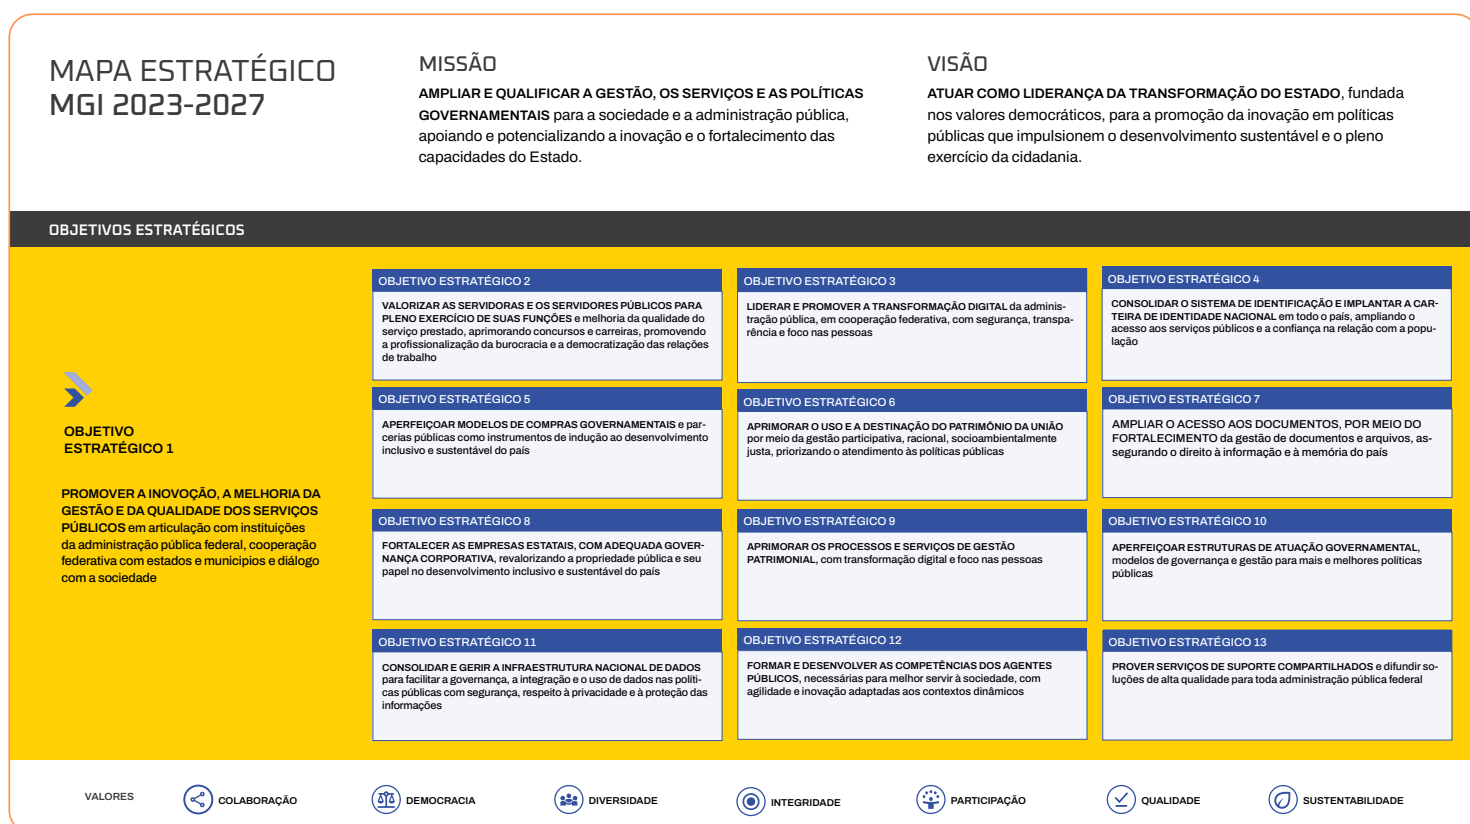 MAPA ESTRATÉGICO
MGI 2023-2027
MISSÃO
AMPLIAR E QUALIFICAR A GESTÃO, OS SERVIÇOS E AS POLÍTICAS
GOVERNAMENTAIS para a sociedade e a administração pública,
apoiando e potencializando a inovação e o fortalecimento das
capacidades do Estado.
VISÃO
ATUAR COMO LIDERANÇA DA TRANSFORMAÇÃO DO ESTADO, fundada
nos valores democráticos, para a promoção da inovação em políticas
públicas que impulsionem o desenvolvimento sustentável e o pleno
exercício da cidadania.
OBJETIVOS ESTRATÉGICOS
OBJETIVO
ESTRATÉGICO 1
PROMOVER A INOVOÇÃO, A MELHORIA DA
GESTÃO E DA QUALIDADE DOS SERVIÇOS
PÚBLICOS em articulação com instituições
da administração pública federal, cooperação
federativa com estados e municipios e diálogo
com a sociedade
OBJETIVO ESTRATÉGICO 2
VALORIZAR AS SERVIDORAS E OS SERVIDORES PÚBLICOS PARA
PLENO EXERCÍCIO DE SUAS FUNÇÕES e melhoria da qualidade do
serviço prestado, aprimorando concursos e carreiras, promovendo
a profissionalização da burocracia e a democratização das relações
de trabalho
OBJETIVO ESTRATÉGICO 3
LIDERAR E PROMOVER A TRANSFORMAÇÃO DIGITAL da adminis-
tração pública, em cooperação federativa, com segurança, transpa-
rência e foco nas pessoas
OBJETIVO ESTRATÉGICO 4
CONSOLIDAR O SISTEMA DE IDENTIFICAÇÃO E IMPLANTAR A CAR-
TEIRA DE IDENTIDADE NACIONAL em todo o país, ampliando o
acesso aos serviços públicos e a confiança na relação com a popu-
lação
OBJETIVO ESTRATÉGICO 5
APERFEIÇOAR MODELOS DE COMPRAS GOVERNAMENTAIS e par-
cerias públicas como instrumentos de indução ao desenvolvimento
inclusivo e sustentável do país
OBJETIVO ESTRATÉGICO 6
APRIMORAR O USO E A DESTINAÇÃO DO PATRIMÔNIO DA UNIÃO
por meio da gestão participativa, racional, socioambientalmente
justa, priorizando o atendimento às políticas públicas
OBJETIVO ESTRATÉGICO 7
AMPLIAR O ACESSO AOS DOCUMENTOS, POR MEIO DO
FORTALECIMENTO da gestão de documentos e arquivos, as-
segurando o direito à informação e à memória do país
OBJETIVO ESTRATÉGICO 8
FORTALECER AS EMPRESAS ESTATAIS, COM ADEQUADA GOVER-
NANÇA CORPORATIVA, revalorizando a propriedade pública e seu
papel no desenvolvimento inclusivo e sustentável do país
OBJETIVO ESTRATÉGICO 9
APRIMORAR OS PROCESSOS E SERVIÇOS DE GESTÃO
PATRIMONIAL, com transformação digital e foco nas pessoas
OBJETIVO ESTRATÉGICO 10
APERFEIÇOAR ESTRUTURAS DE ATUAÇÃO GOVERNAMENTAL,
modelos de governança e gestão para mais e melhores políticas
públicas
OBJETIVO ESTRATÉGICO 11
CONSOLIDAR E GERIR A INFRAESTRUTURA NACIONAL DE DADOS
para facilitar a governança, a integração e o uso de dados nas políti-
cas públicas com segurança, respeito à privacidade e à proteção das
informações
OBJETIVO ESTRATÉGICO 12
FORMAR E DESENVOLVER AS COMPETÊNCIAS DOS AGENTES
PÚBLICOS, necessárias para melhor servir à sociedade, com
agilidade e inovação adaptadas aos contextos dinâmicos
OBJETIVO ESTRATÉGICO 13
PROVER SERVIÇOS DE SUPORTE COMPARTILHADOS e difundir so-
luções de alta qualidade para toda administração pública federal
VALORES
COLABORAÇÃO
DEMOCRACIA
DIVERSIDADE
INTEGRIDADE
PARTICIPAÇÃO
QUALIDADE
SUSTENTABILIDADE